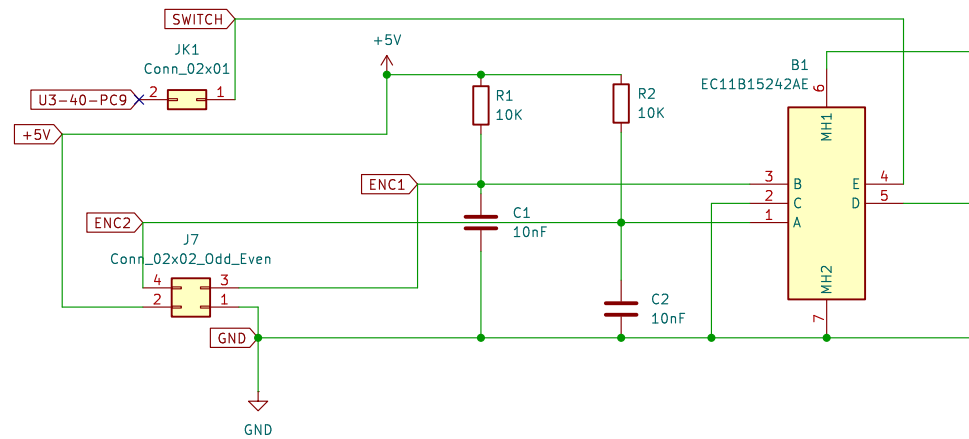 SWITCH
JK1
Conn_02x01
U3-40-PC9
2
1
+5V
+5V
R1
10K
R2
10K
B1
EC11B15242AE
6
MH1
ENC1
3
B
E
4
2
C
D
5
1
A
ENC2
C1
10nF
J7
Conn_02x02_Odd_Even
4
3
2
1
MH2
7
C2
10nF
GND
GND